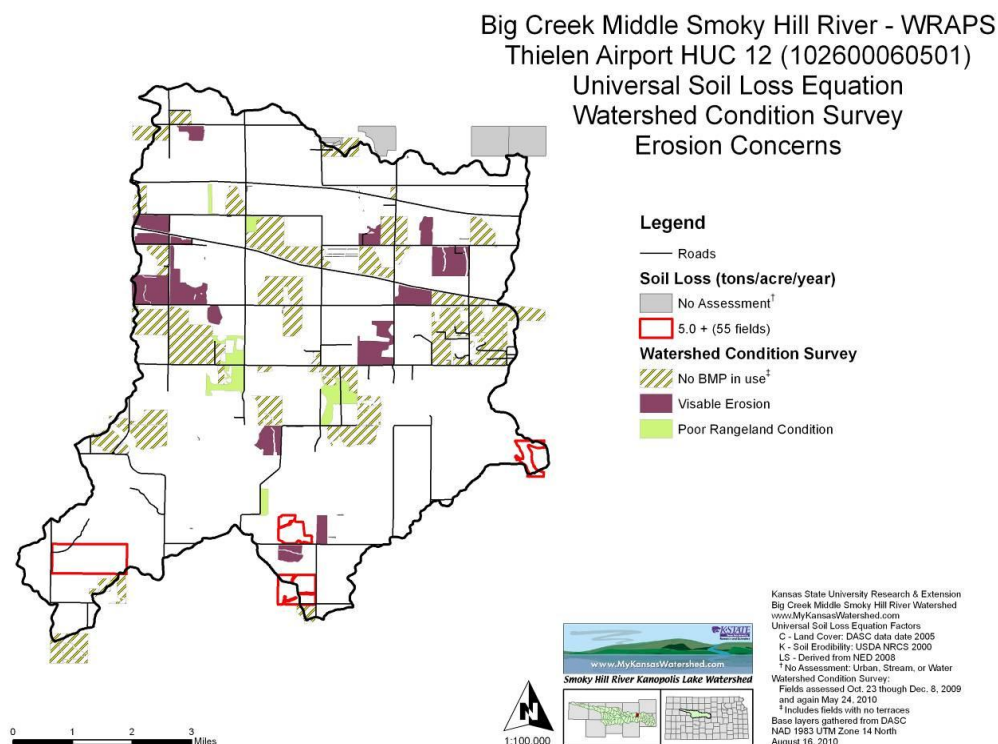 Big Creek Middle Smoky Hill River - WRAPS
Thielen Airport HUC 12 (102600060501)
Universal Soil Loss Equation
Watershed Condition Survey
Erosion Concerns
Legend
Roads
Soil Loss (tons/acre/year)
No Assessment†
5.0 + (55 fields)
Watershed Condition Survey
No BMP in use‡
Visable Erosion
Poor Rangeland Condition
Kansas State University Research & Extension
Big Creek Middle Smoky Hill River Watershed
www.MyKansasWatershed.com
Universal Soil Loss Equation Factors
C - Land Cover: DASC data date 2005
K - Soil Erodibility: USDA NRCS 2000
LS - Derived from NED 2008
† No Assessment: Urban, Stream, or Water
Watershed Condition Survey:
Fields assessed Oct. 23 though Dec. 8, 2009
and again May 24, 2010
‡ Includes fields with no terraces
Base layers gathered from DASC
NAD 1983 UTM Zone 14 North
August 16, 2010
K-STATE
www.MyKansasWatershed.com
Smoky Hill River Kanopolis Lake Watershed
N
1:100,000
0 1 2 3
Miles